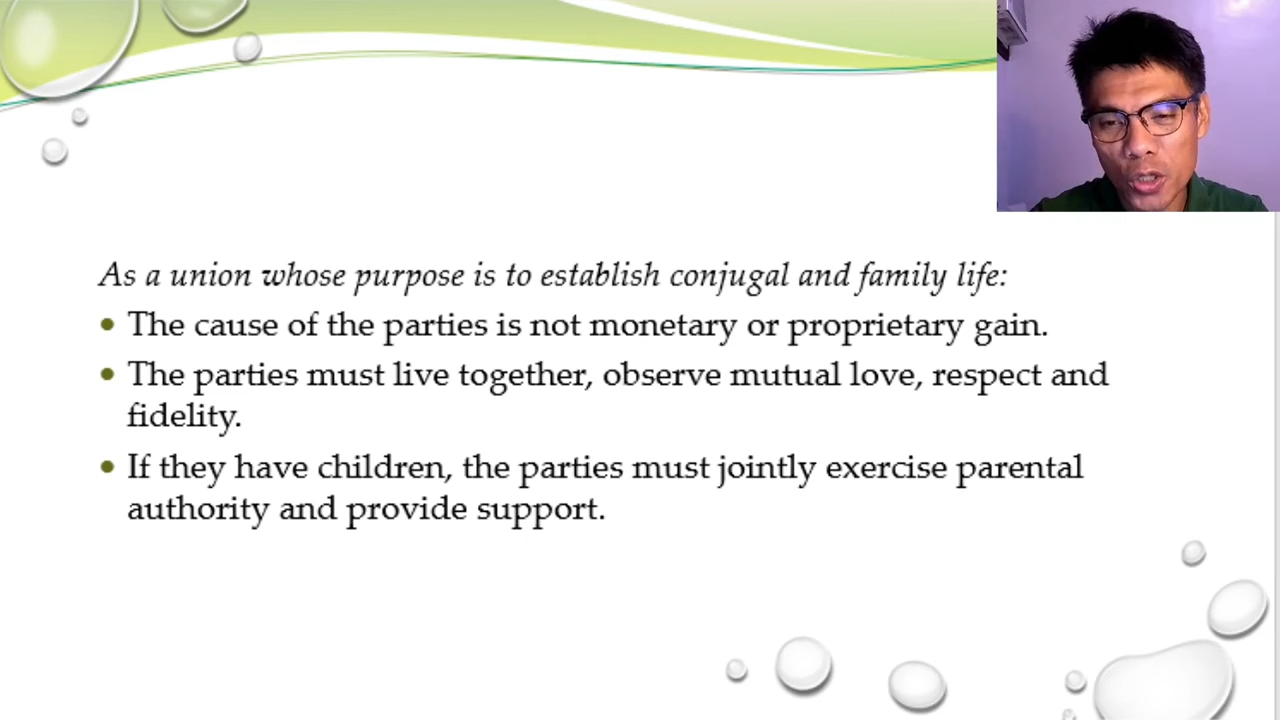 As a union whose purpose is to establish conjugal and family life:
• The cause of the parties is not monetary or proprietary gain.
• The parties must live together, observe mutual love, respect and
fidelity.
• If they have children, the parties must jointly exercise parental
authority and provide support.